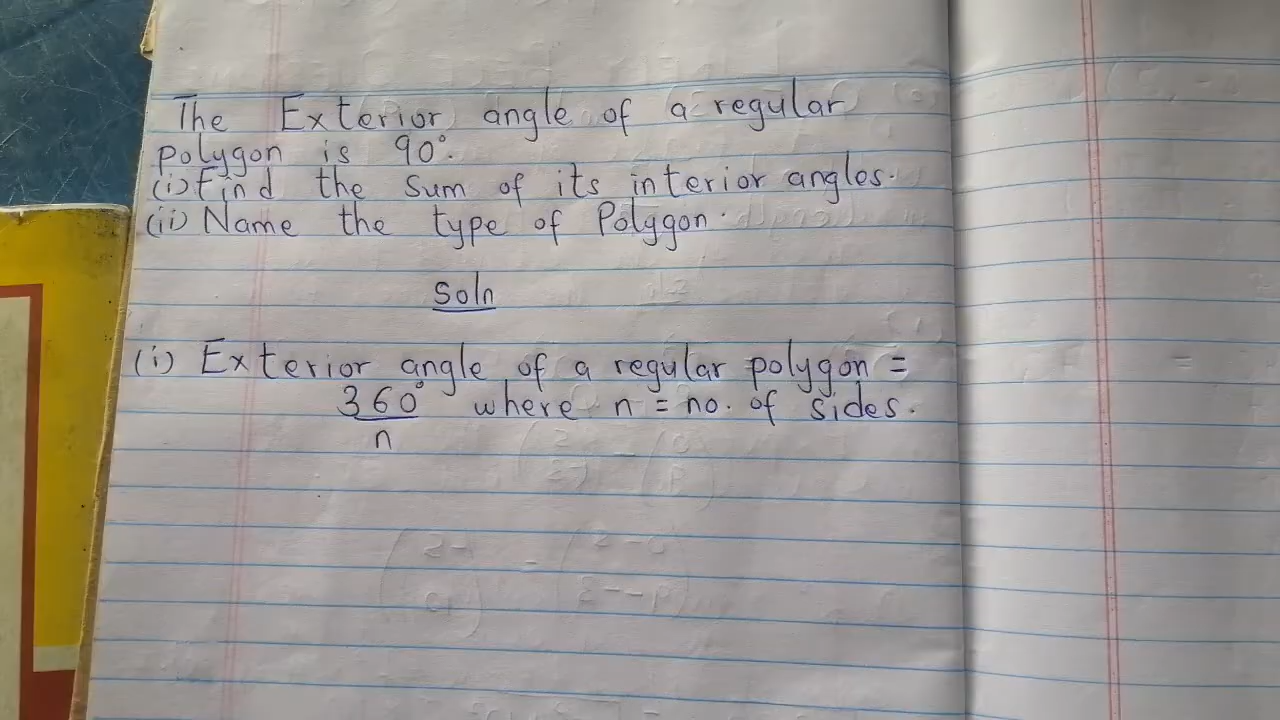 The Exterior angle of a regular
polygon is 90°.
(i) Find the sum of its interior angles.
(ii) Name the type of Polygon.
Soln
(i) Exterior angle of a regular polygon =
360°/n where n = no. of sides.